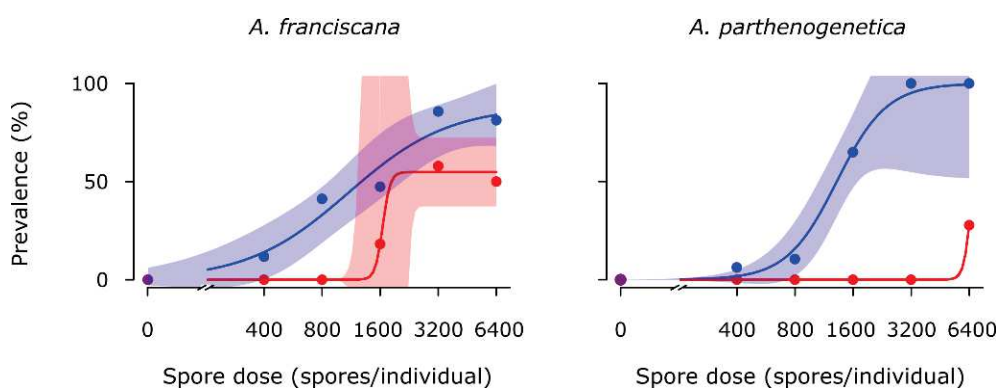 A. franciscana
A. parthenogenetica
Prevalence (%)
100
50
0
0 400 800 1600 3200 6400
0 400 800 1600 3200 6400
Spore dose (spores/individual)
Spore dose (spores/individual)